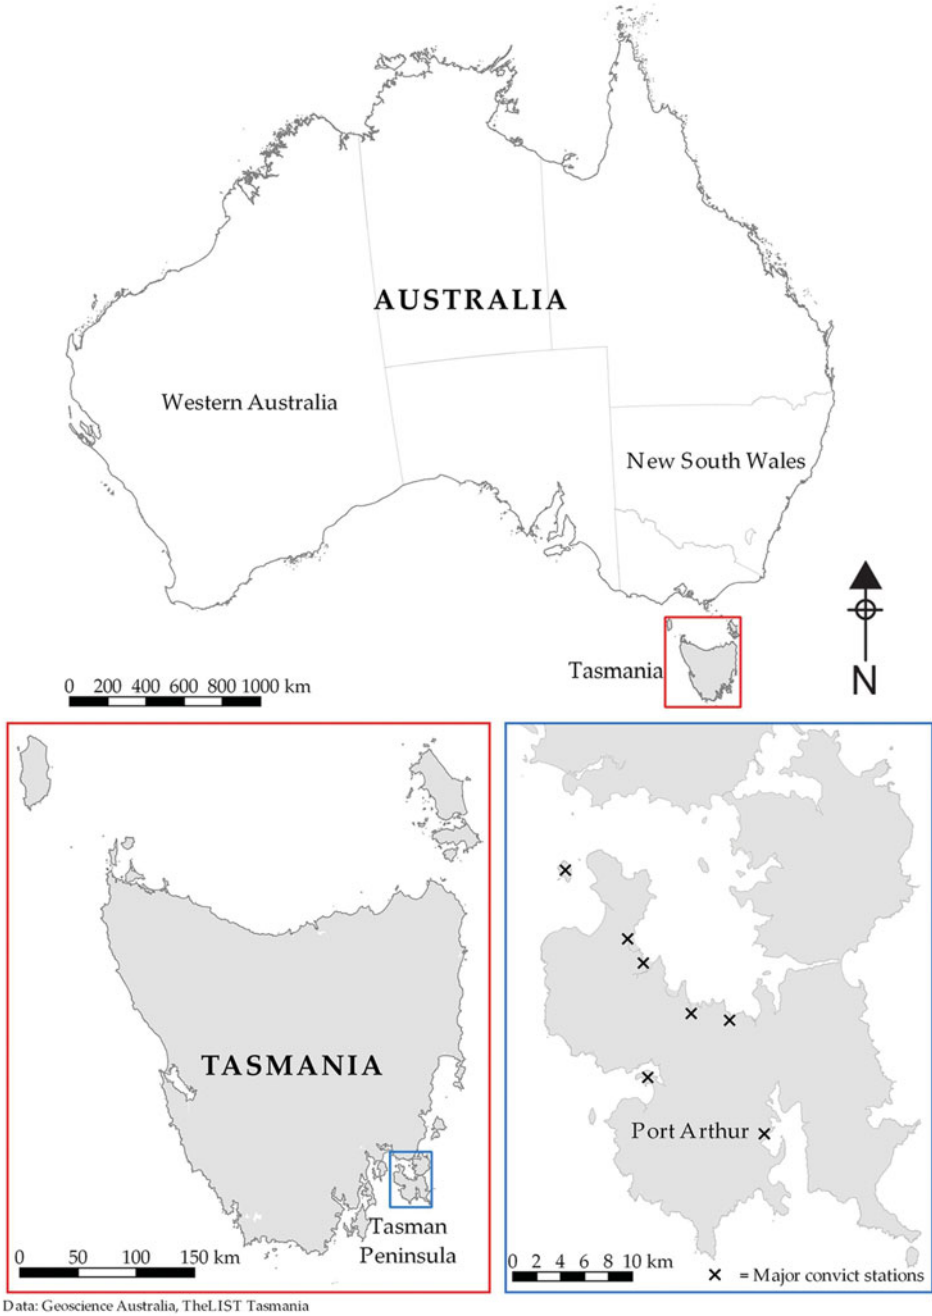 AUSTRALIA
Western Australia
New South Wales
Tasmania
N
0 200 400 600 800 1000 km
TASMANIA
Tasman
Peninsula
0 50 100 150 km
Port Arthur
0 2 4 6 8 10 km
× = Major convict stations
Data: Geoscience Australia, TheLIST Tasmania